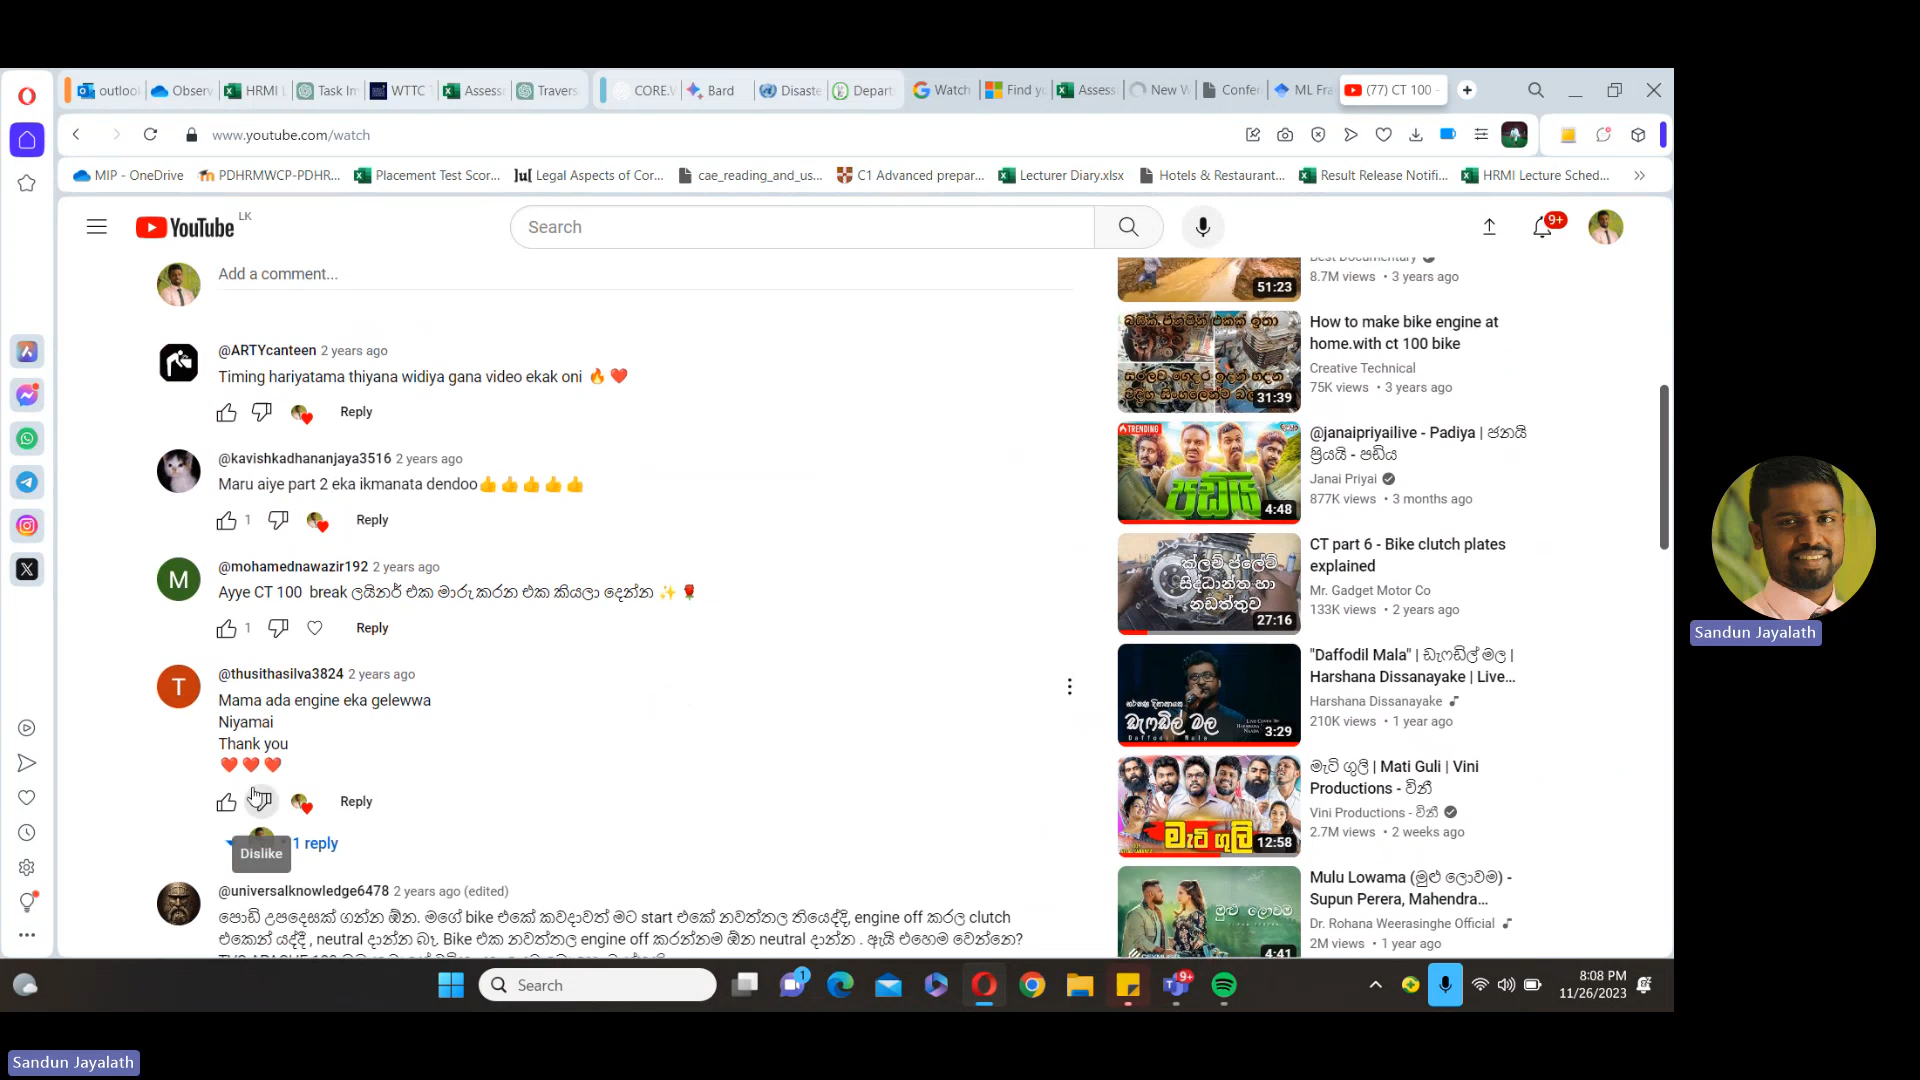 outlook
Observ
HRMI L
Task Im
WTTC
Assess
Travers
CORE.
Bard
Disaste
Depart
Watch
Find yo
Assess
New W
Confer
ML Fra
(77) CT 100 -
www.youtube.com/watch
MIP - OneDrive
PDHRMWCP-PDHR...
Placement Test Scor...
Legal Aspects of Cor...
cae_reading_and_us...
C1 Advanced prepar...
Lecturer Diary.xlsx
Hotels & Restaurant...
Result Release Notifi...
HRMI Lecture Sched...
YouTube LK
Search
9+
Add a comment...
@ARTYcanteen 2 years ago
Timing hariyatama thiyana widiya gana video ekak oni 🔥 ❤️
Reply
@kavishkadhananjaya3516 2 years ago
Maru aiye part 2 eka ikmanata dendoo👍👍👍👍👍
1 Reply
M
@mohamednawazir192 2 years ago
Ayye CT 100 break ලයිනර් එක මාරු කරන එක කියලා දෙන්න ✨ 🌹
1 Reply
T
@thusithasilva3824 2 years ago
Mama ada engine eka gelewwa
Niyamai
Thank you
❤️❤️❤️
Reply
1 reply
Dislike
@universalknowledge6478 2 years ago (edited)
පොඩි උපදෙසක් ගන්න ඕන. මගේ bike එකේ කවදාවත් මට start එකේ නවත්තල තියෙද්දි, engine off කරල clutch
එකෙන් යද්දී , neutral දාන්න බෑ. Bike එක නවත්තල engine off කරන්නම ඕන neutral දාන්න . ඇයි එහෙම වෙන්නෙ?
Best Documentary
8.7M views • 3 years ago
51:23
How to make bike engine at
home.with ct 100 bike
Creative Technical
75K views • 3 years ago
31:39
@janaipriyailive - Padiya | ජනයි
ප්‍රියයි - පඩිය
Janai Priyai
877K views • 3 months ago
TRENDING
පඩිය
4:48
CT part 6 - Bike clutch plates
explained
Mr. Gadget Motor Co
133K views • 2 years ago
ක්ලච් ප්ලේට්
සිද්ධාන්ත හා
නඩත්තුව
27:16
"Daffodil Mala" | ඩැෆඩිල් මල |
Harshana Dissanayake | Live...
Harshana Dissanayake
210K views • 1 year ago
ඩැෆඩිල් මල
Daffodil Mala
3:29
මැටි ගුලි | Mati Guli | Vini
Productions - විනී
Vini Productions - විනී
2.7M views • 2 weeks ago
මැටි ගුලි
12:58
Mulu Lowama (මුළු ලොවම) -
Supun Perera, Mahendra...
Dr. Rohana Weerasinghe Official
2M views • 1 year ago
මුළු ලොවම
4:41
Search
1
9+
8:08 PM
11/26/2023
Sandun Jayalath
Sandun Jayalath